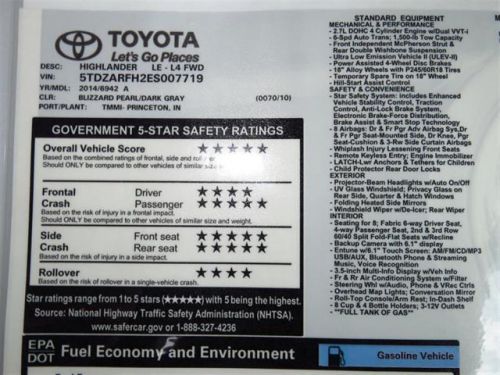 TOYOTA
Let's Go Places
DESC: HIGHLANDER LE - L4 FWD
VIN: 5TDZARFH2ES007719
YR/MDL: 2014/6942 A
CLR: BLIZZARD PEARL/DARK GRAY (0070/10)
PORT/PLANT: TMMI- PRINCETON, IN
GOVERNMENT 5-STAR SAFETY RATINGS
Overall Vehicle Score ★★★★★
Based on the combined ratings of frontal, side and rollover.
Should ONLY be compared to other vehicles of similar size
Frontal Driver ★★★★
Crash Passenger ★★★★★
Based on the risk of injury in a frontal impact.
Should ONLY be compared to other vehicles of similar size and weight.
Side Front seat ★★★★★
Crash Rear seat ★★★★★
Based on the risk of injury in a side impact.
Rollover ★★★★
Based on the risk of rollover in a single-vehicle crash.
Star ratings range from 1 to 5 stars (★★★★★) with 5 being the highest.
Source: National Highway Traffic Safety Administration (NHTSA).
www.safercar.gov or 1-888-327-4236
EPA
DOT Fuel Economy and Environment
Gasoline Vehicle
STANDARD EQUIPMENT
MECHANICAL & PERFORMANCE
- 2.7L DOHC 4 Cylinder Engine w/Dual VVT-i
- 6-Spd Auto Trans; 1,500-lb Tow Capacity
- Front Independent McPherson Strut &
Rear Double Wishbone Suspension
- Ultra Low Emission Vehicle II (ULEV-II)
- Power Assisted 4-Wheel Disc Brakes
- 18" Alloy Wheels with P245/60R18 Tires
- Temporary Spare Tire on 18" Wheel
- Hill Start Assist Control
SAFETY & CONVENIENCE
- Star Safety System: includes Enhanced
Vehicle Stability Control, Traction
Control, Anti-Lock Brake System,
Electronic Brake-Force Distribution,
Brake Assist & Smart Stop Technology
- 8 Airbags: Dr & Fr Pgr Adv Airbag Sys,Dr
& Fr Pgr Seat-Mounted Side, Dr Knee, Pgr
Seat-Cushion & 3-Row Side Curtain Airbags
- Whiplash Injury Lessening Front Seats
- Remote Keyless Entry; Engine Immobilizer
- LATCH-Lwr Anchors & Tethers for Children
Child Protector Rear Door Locks
EXTERIOR
- Projector-Beam Headlights w/Auto On/Off
- UV Glass Windshield; Privacy Glass on
Rear Side, Quarter & Hatch Windows
- Folding Heated Side Mirrors
- Windshield Wiper w/De-Icer; Rear Wiper
INTERIOR
- Seating for 8; Fabric 6-way Driver Seat,
4-way Passenger Seat, 2nd & 3rd Row
60/40 Split Fold-Flat Seats w/Recline
- Backup Camera with 6.1" display
- Entune w/6.1" Touch Screen: AM/FM/CD/MP3
USB/AUX, Bluetooth Phone & Streaming
Music, Voice Recognition
- 3.5-inch Multi-Info Display w/Veh Info
- Fr & Rr Air Conditioning System w/Filter
- Steering Whl w/Audio, Phone & VRec Ctrls
- Overhead Map Lights; Conversation Mirror
- Roll-Top Console/Arm Rest; In-Dash Shelf
- 8 Cup & 4 Bottle Holders; 3-12V Outlets
- **FULL TANK OF GAS**